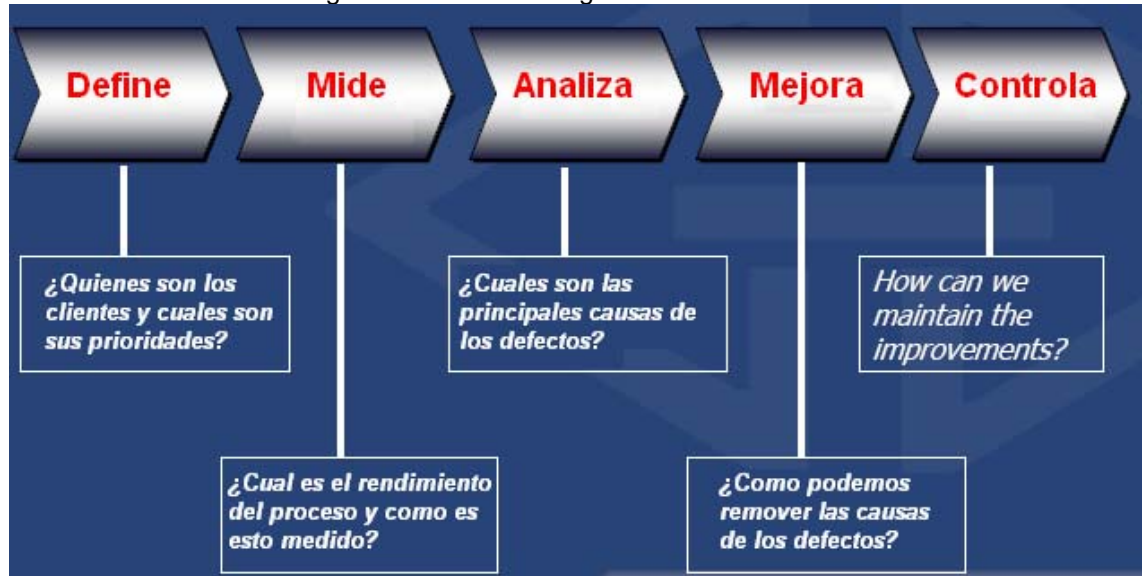 Define
Mide
Analiza
Mejora
Controla
¿Quienes son los
clientes y cuales son
sus prioridades?
¿Cual es el rendimiento
del proceso y como es
esto medido?
¿Cuales son las
principales causas de
los defectos?
¿Como podemos
remover las causas
de los defectos?
How can we
maintain the
improvements?